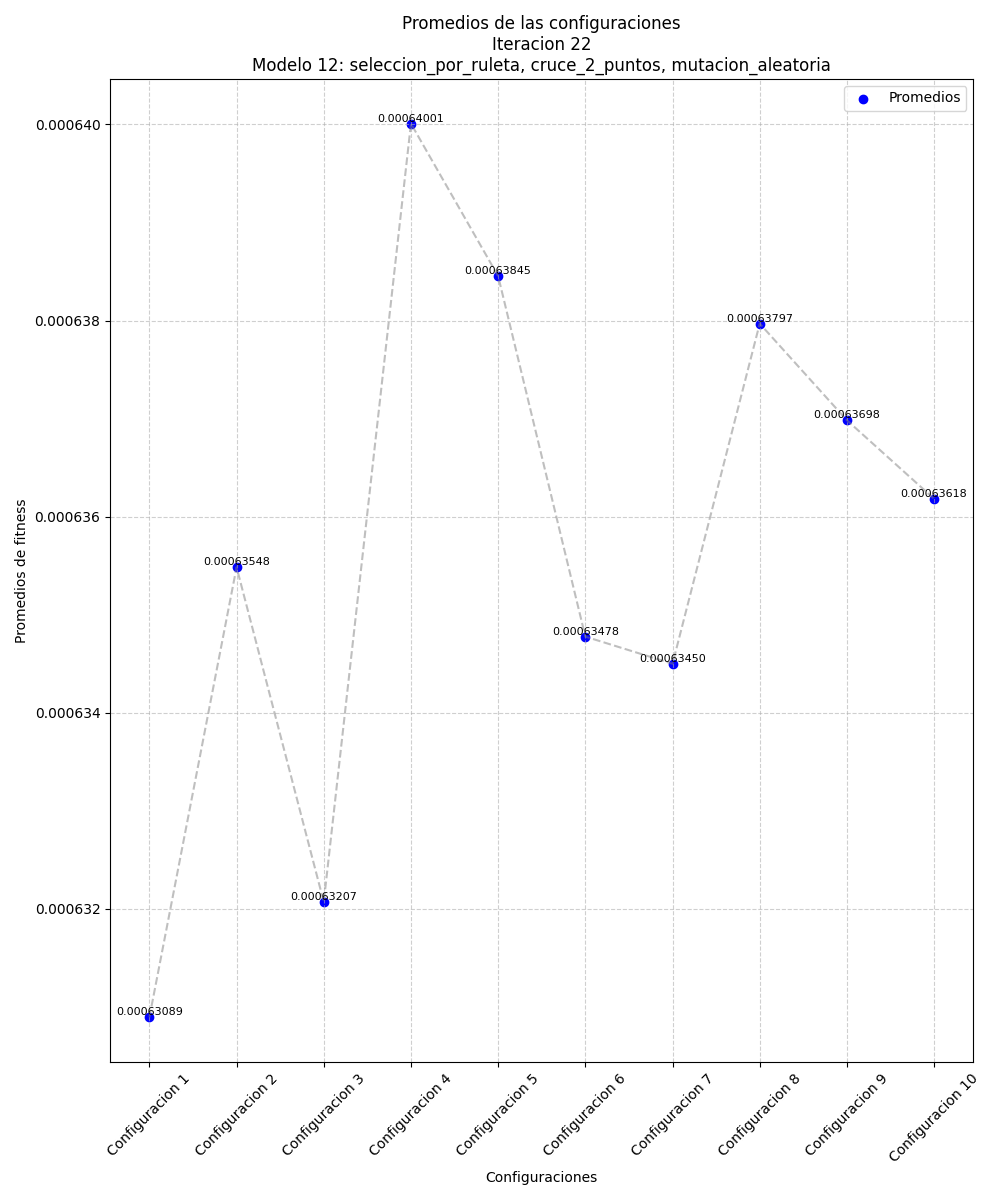 Promedios de las configuraciones
Iteracion 22
Modelo 12: seleccion_por_ruleta, cruce_2_puntos, mutacion_aleatoria
Promedios
0.000640
0.000638
0.000636
0.000634
0.000632
Promedios de fitness
0.00063089
0.00063548
0.00063207
0.00064001
0.00063845
0.00063478
0.00063450
0.00063797
0.00063698
0.00063618
Configuracion 1
Configuracion 2
Configuracion 3
Configuracion 4
Configuracion 5
Configuracion 6
Configuracion 7
Configuracion 8
Configuracion 9
Configuracion 10
Configuraciones